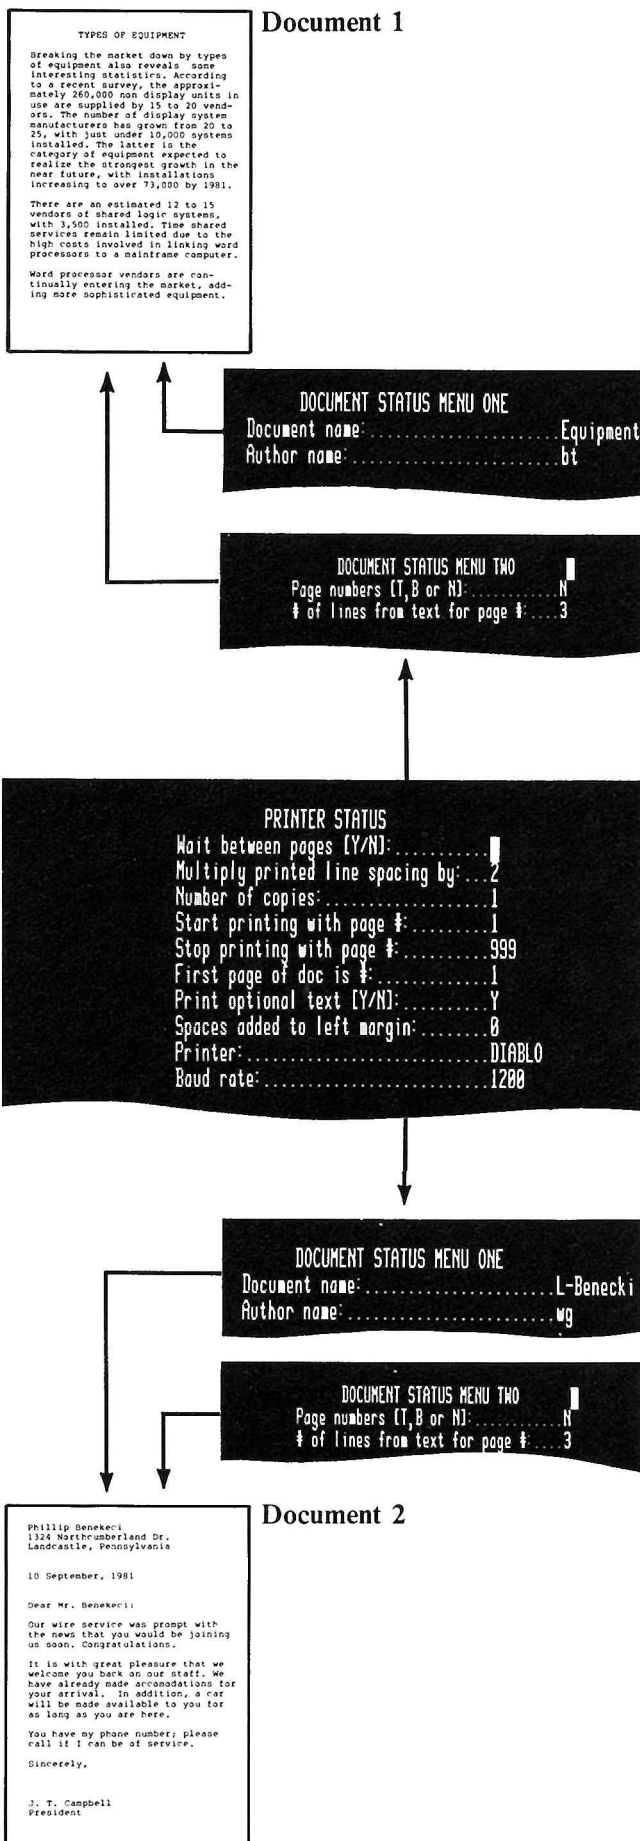 Document 1
TYPES OF EQUIPMENT
Breaking the market down by types
of equipment also reveals some
interesting statistics. According
to a recent survey, the approxi-
mately 260,000 non display units in
use are supplied by 15 to 20 vend-
ors. The number of display system
manufacturers has grown from 20 to
25, with just under 10,000 systems
installed. The latter is the
category of equipment expected to
realize the strongest growth in the
near future, with installations
increasing to over 73,000 by 1981.
There are an estimated 12 to 15
vendors of shared logic systems,
with 3,500 installed. Time shared
services remain limited due to the
high costs involved in linking word
processors to a mainframe computer.
Word processor vendors are con-
tinually entering the market, add-
ing more sophisticated equipment.
DOCUMENT STATUS MENU ONE
Document name:......................Equipment
Author name:........................bt
DOCUMENT STATUS MENU TWO
Page numbers [T,B or N]:............N
# of lines from text for page #:....3
PRINTER STATUS
Wait between pages [Y/N]:...........
Multiply printed line spacing by:...2
Number of copies:...................1
Start printing with page #:.........1
Stop printing with page #:..........999
First page of doc is #:.............1
Print optional text [Y/N]:..........Y
Spaces added to left margin:........0
Printer:............................DIABLO
Baud rate:..........................1200
DOCUMENT STATUS MENU ONE
Document name:......................L-Benecki
Author name:........................wg
DOCUMENT STATUS MENU TWO
Page numbers [T,B or N]:............N
# of lines from text for page #:....3
Document 2
Phillip Benekeci
1324 Northcumberland Dr.
Landcastle, Pennsylvania
10 September, 1981
Dear Mr. Benekeci:
Our wire service was prompt with
the news that you would be joining
us soon. Congratulations.
It is with great pleasure that we
welcome you back on our staff. We
have already made accomodations for
your arrival. In addition, a car
will be made available to you for
as long as you are here.
You have my phone number; please
call if I can be of service.
Sincerely,
J. T. Campbell
President